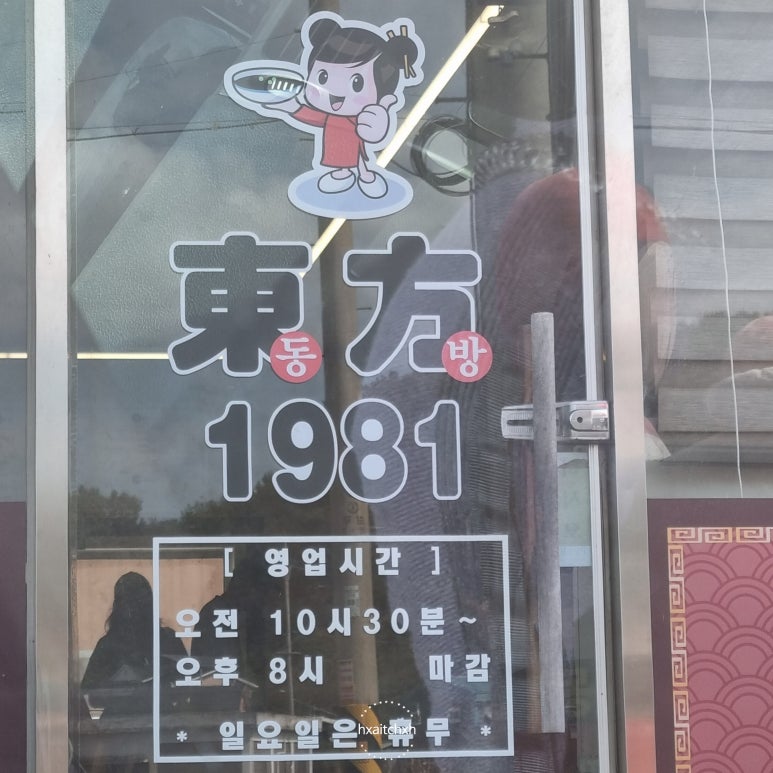 東동 方방
1981
[ 영업시간 ]
오전 10시30분~
오후 8시 마감
* 일요일은 휴무 *
hxaitchxh